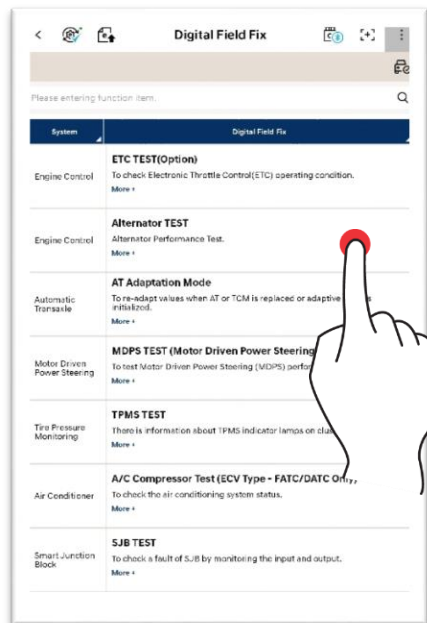 Digital Field Fix
Please entering function item.
System
Digital Field Fix
ETC TEST(Option)
Engine Control
To check Electronic Throttle Control(ETC) operating condition.
More
Alternator TEST
Engine Control
Alternator Performance Test.
More
AT Adaptation Mode
Automatic Transaxle
To re-adapt values when AT or TCM is replaced or adaptive
initialized.
More
MDPS TEST (Motor Driven Power Steering
Motor Driven
Power Steering
To test Motor Driven Power Steering (MDPS)
More
TPMS TEST
Tire Pressure
Monitoring
There is information about TPMS indicator lamps on
More
A/C Compressor Test (ECV Type - FATC/DATC
Air Conditioner
To check the air conditioning system status.
More
SJB TEST
Smart Junction
Block
To check a fault of SJB by monitoring the input and output.
More